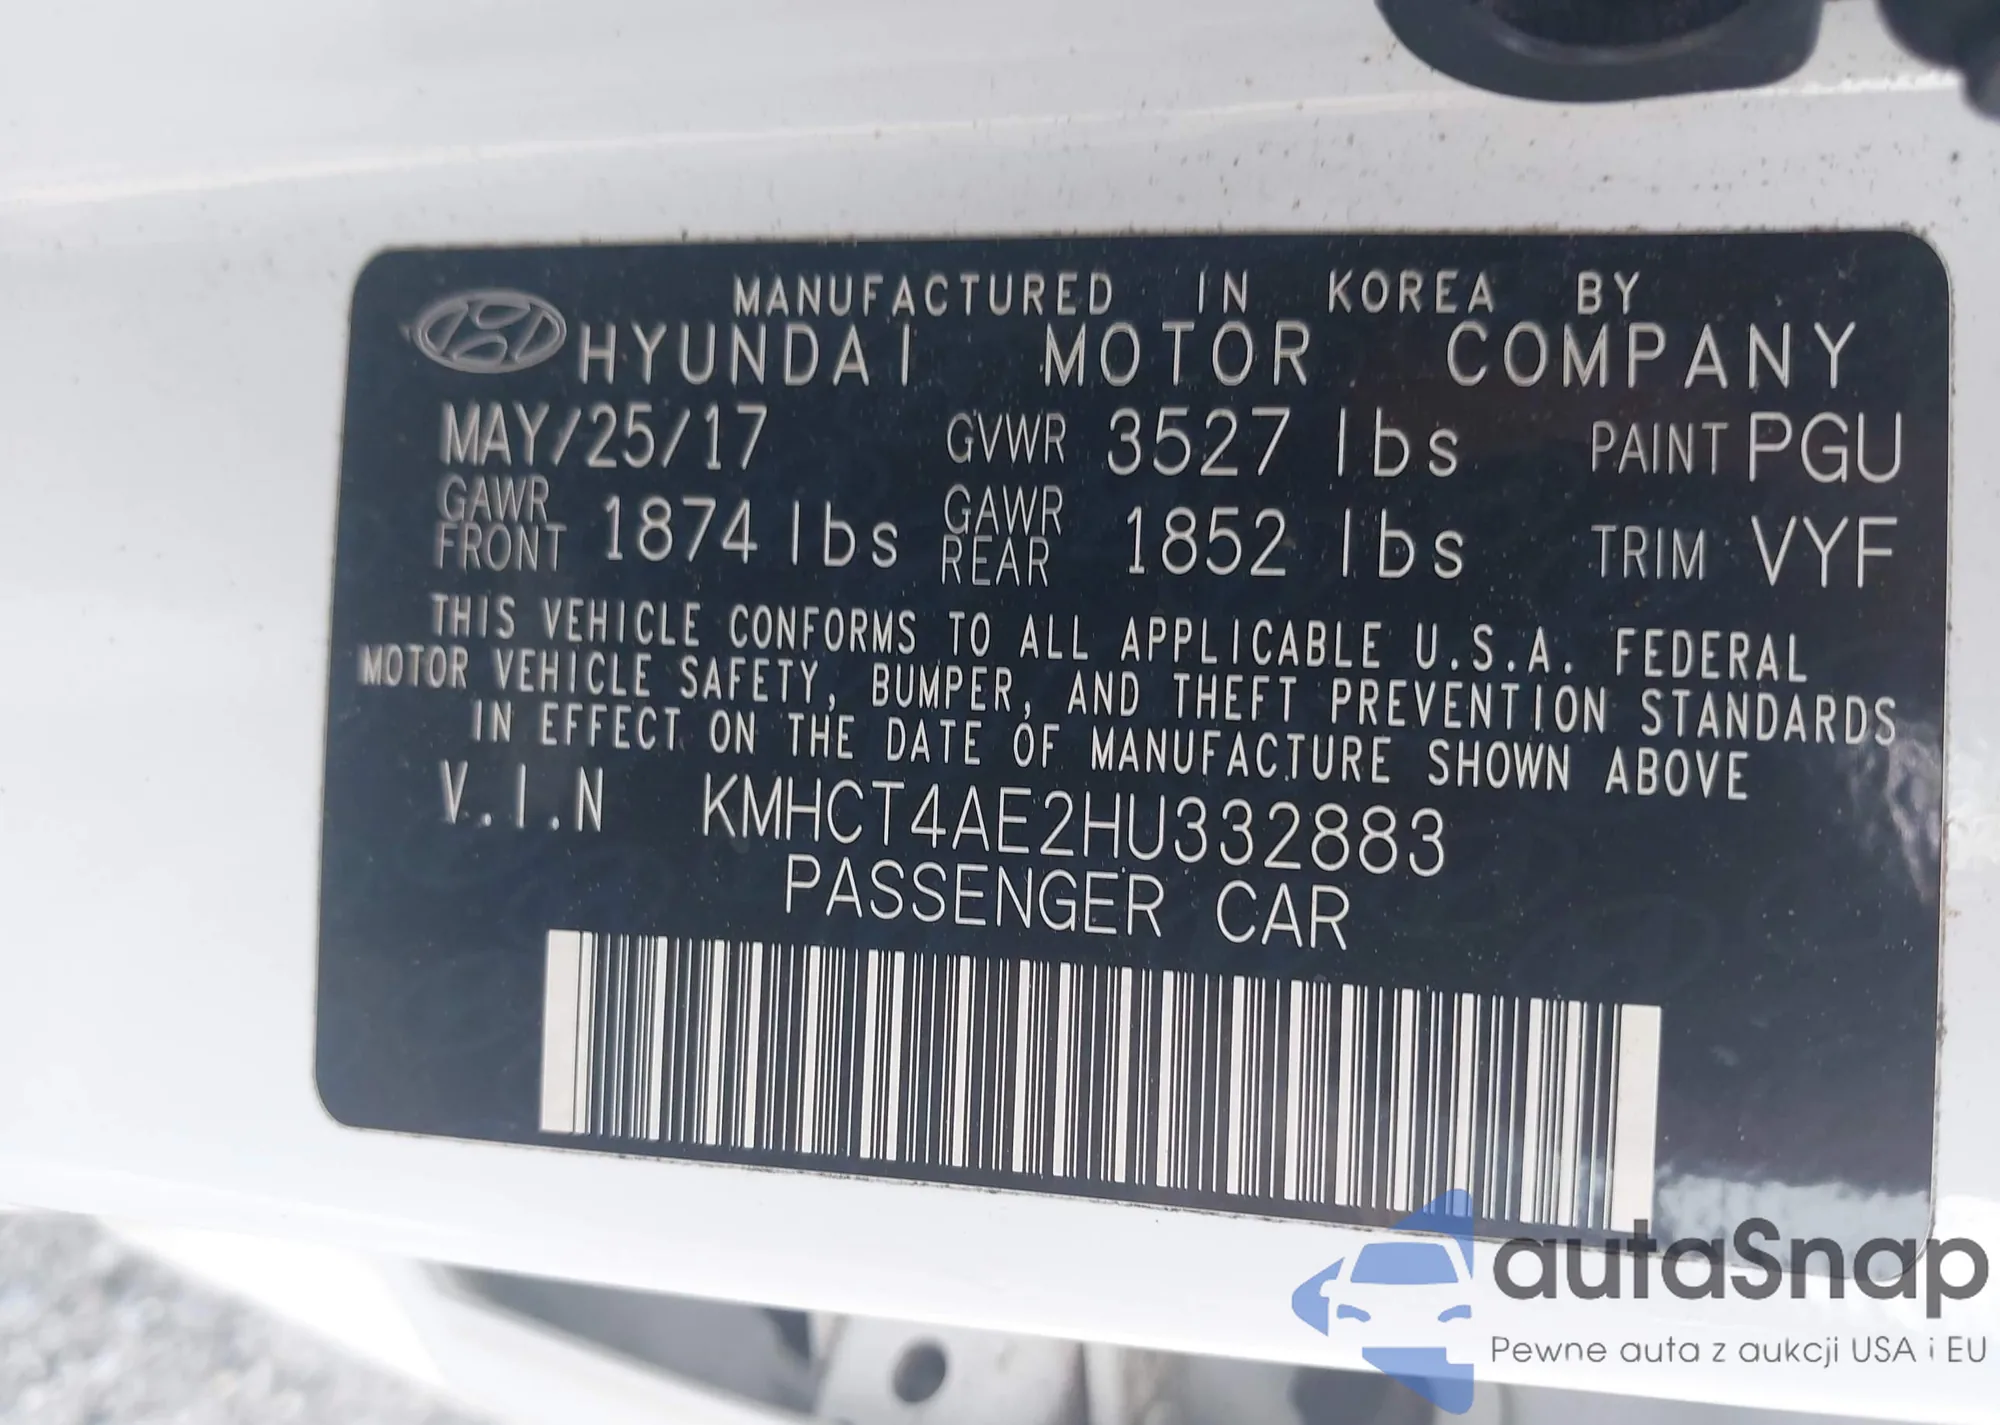 MANUFACTURED IN KOREA BY
HYUNDAI MOTOR COMPANY
MAY/25/17 GVWR 3527 lbs PAINT PGU
GAWR FRONT 1874 lbs GAWR REAR 1852 lbs TRIM VYF
THIS VEHICLE CONFORMS TO ALL APPLICABLE U.S.A. FEDERAL
MOTOR VEHICLE SAFETY, BUMPER, AND THEFT PREVENTION STANDARDS
IN EFFECT ON THE DATE OF MANUFACTURE SHOWN ABOVE
V.I.N KMHCT4AE2HU332883
PASSENGER CAR
autaSnap
Pewne auta z aukcji USA i EU